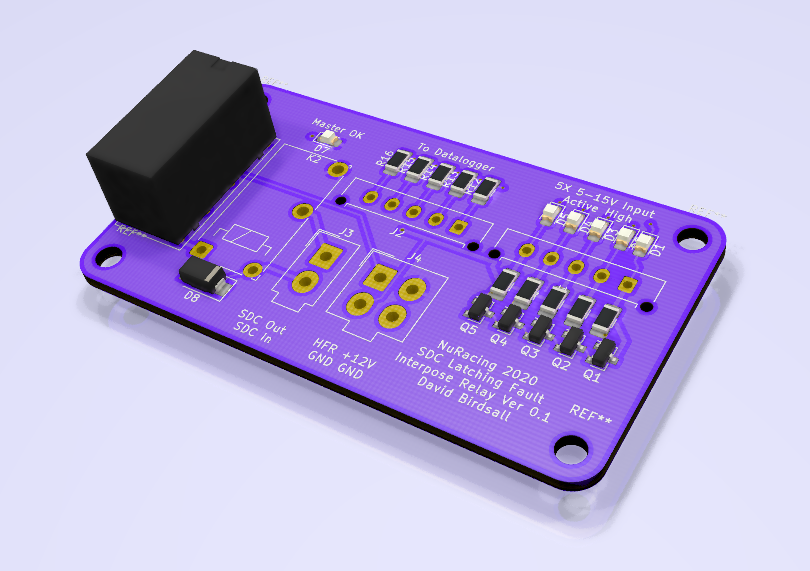 Master OK
D7
K2
R16
To Datalogger
5X 5-15V Input
Active High
D1
REF**
J3
J2
J4
D8
SDC Out
SDC In
HFR +12V
GND GND
Q5
Q4
Q3
Q2
Q1
NuRacing 2020
SDC Latching Fault
Interpose Relay Ver 0.1
David Birdsall
REF**